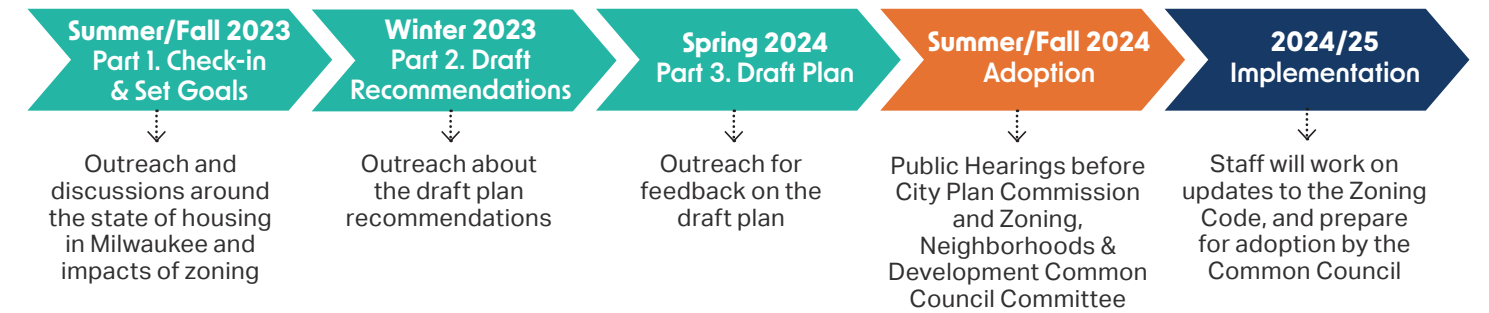 Summer/Fall 2023
Part 1. Check-in
& Set Goals
Winter 2023
Part 2. Draft
Recommendations
Spring 2024
Part 3. Draft Plan
Summer/Fall 2024
Adoption
2024/25
Implementation
Outreach and
discussions around
the state of housing
in Milwaukee and
impacts of zoning
Outreach about
the draft plan
recommendations
Outreach for
feedback on the
draft plan
Public Hearings before
City Plan Commission
and Zoning,
Neighborhoods &
Development Common
Council Committee
Staff will work on
updates to the Zoning
Code, and prepare
for adoption by the
Common Council